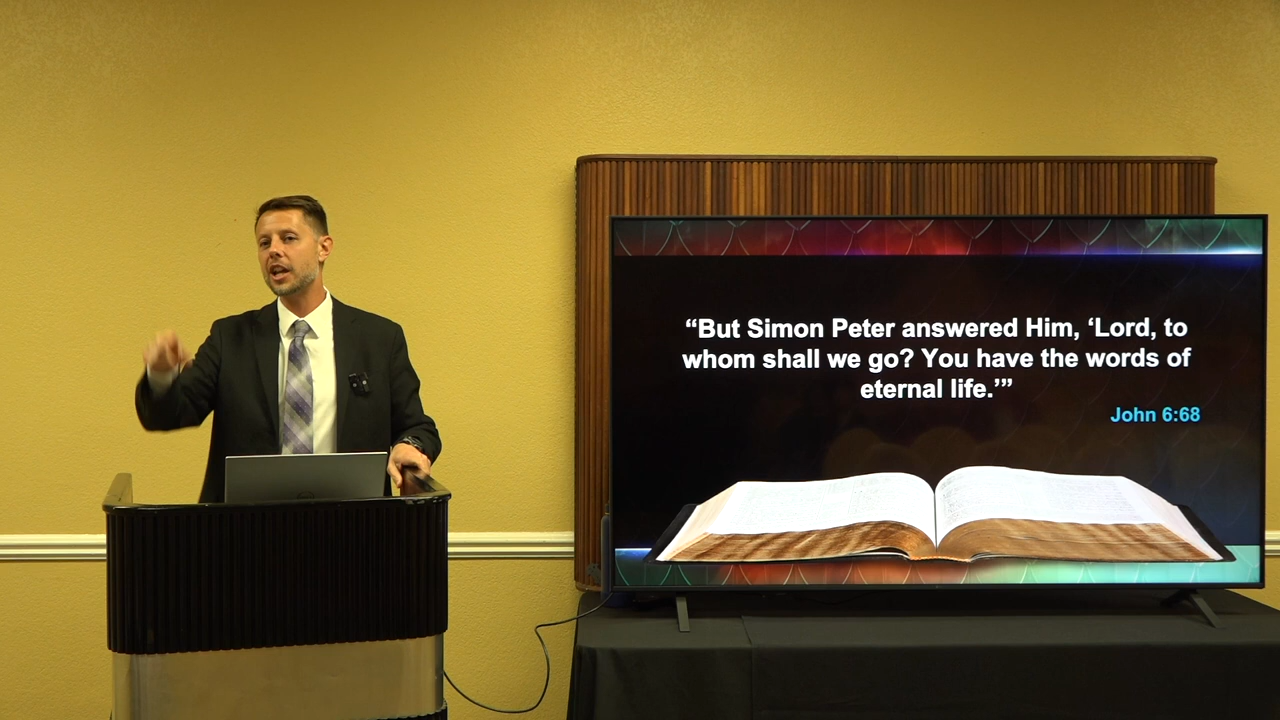 “But Simon Peter answered Him, ‘Lord, to
whom shall we go? You have the words of
eternal life.’”
John 6:68